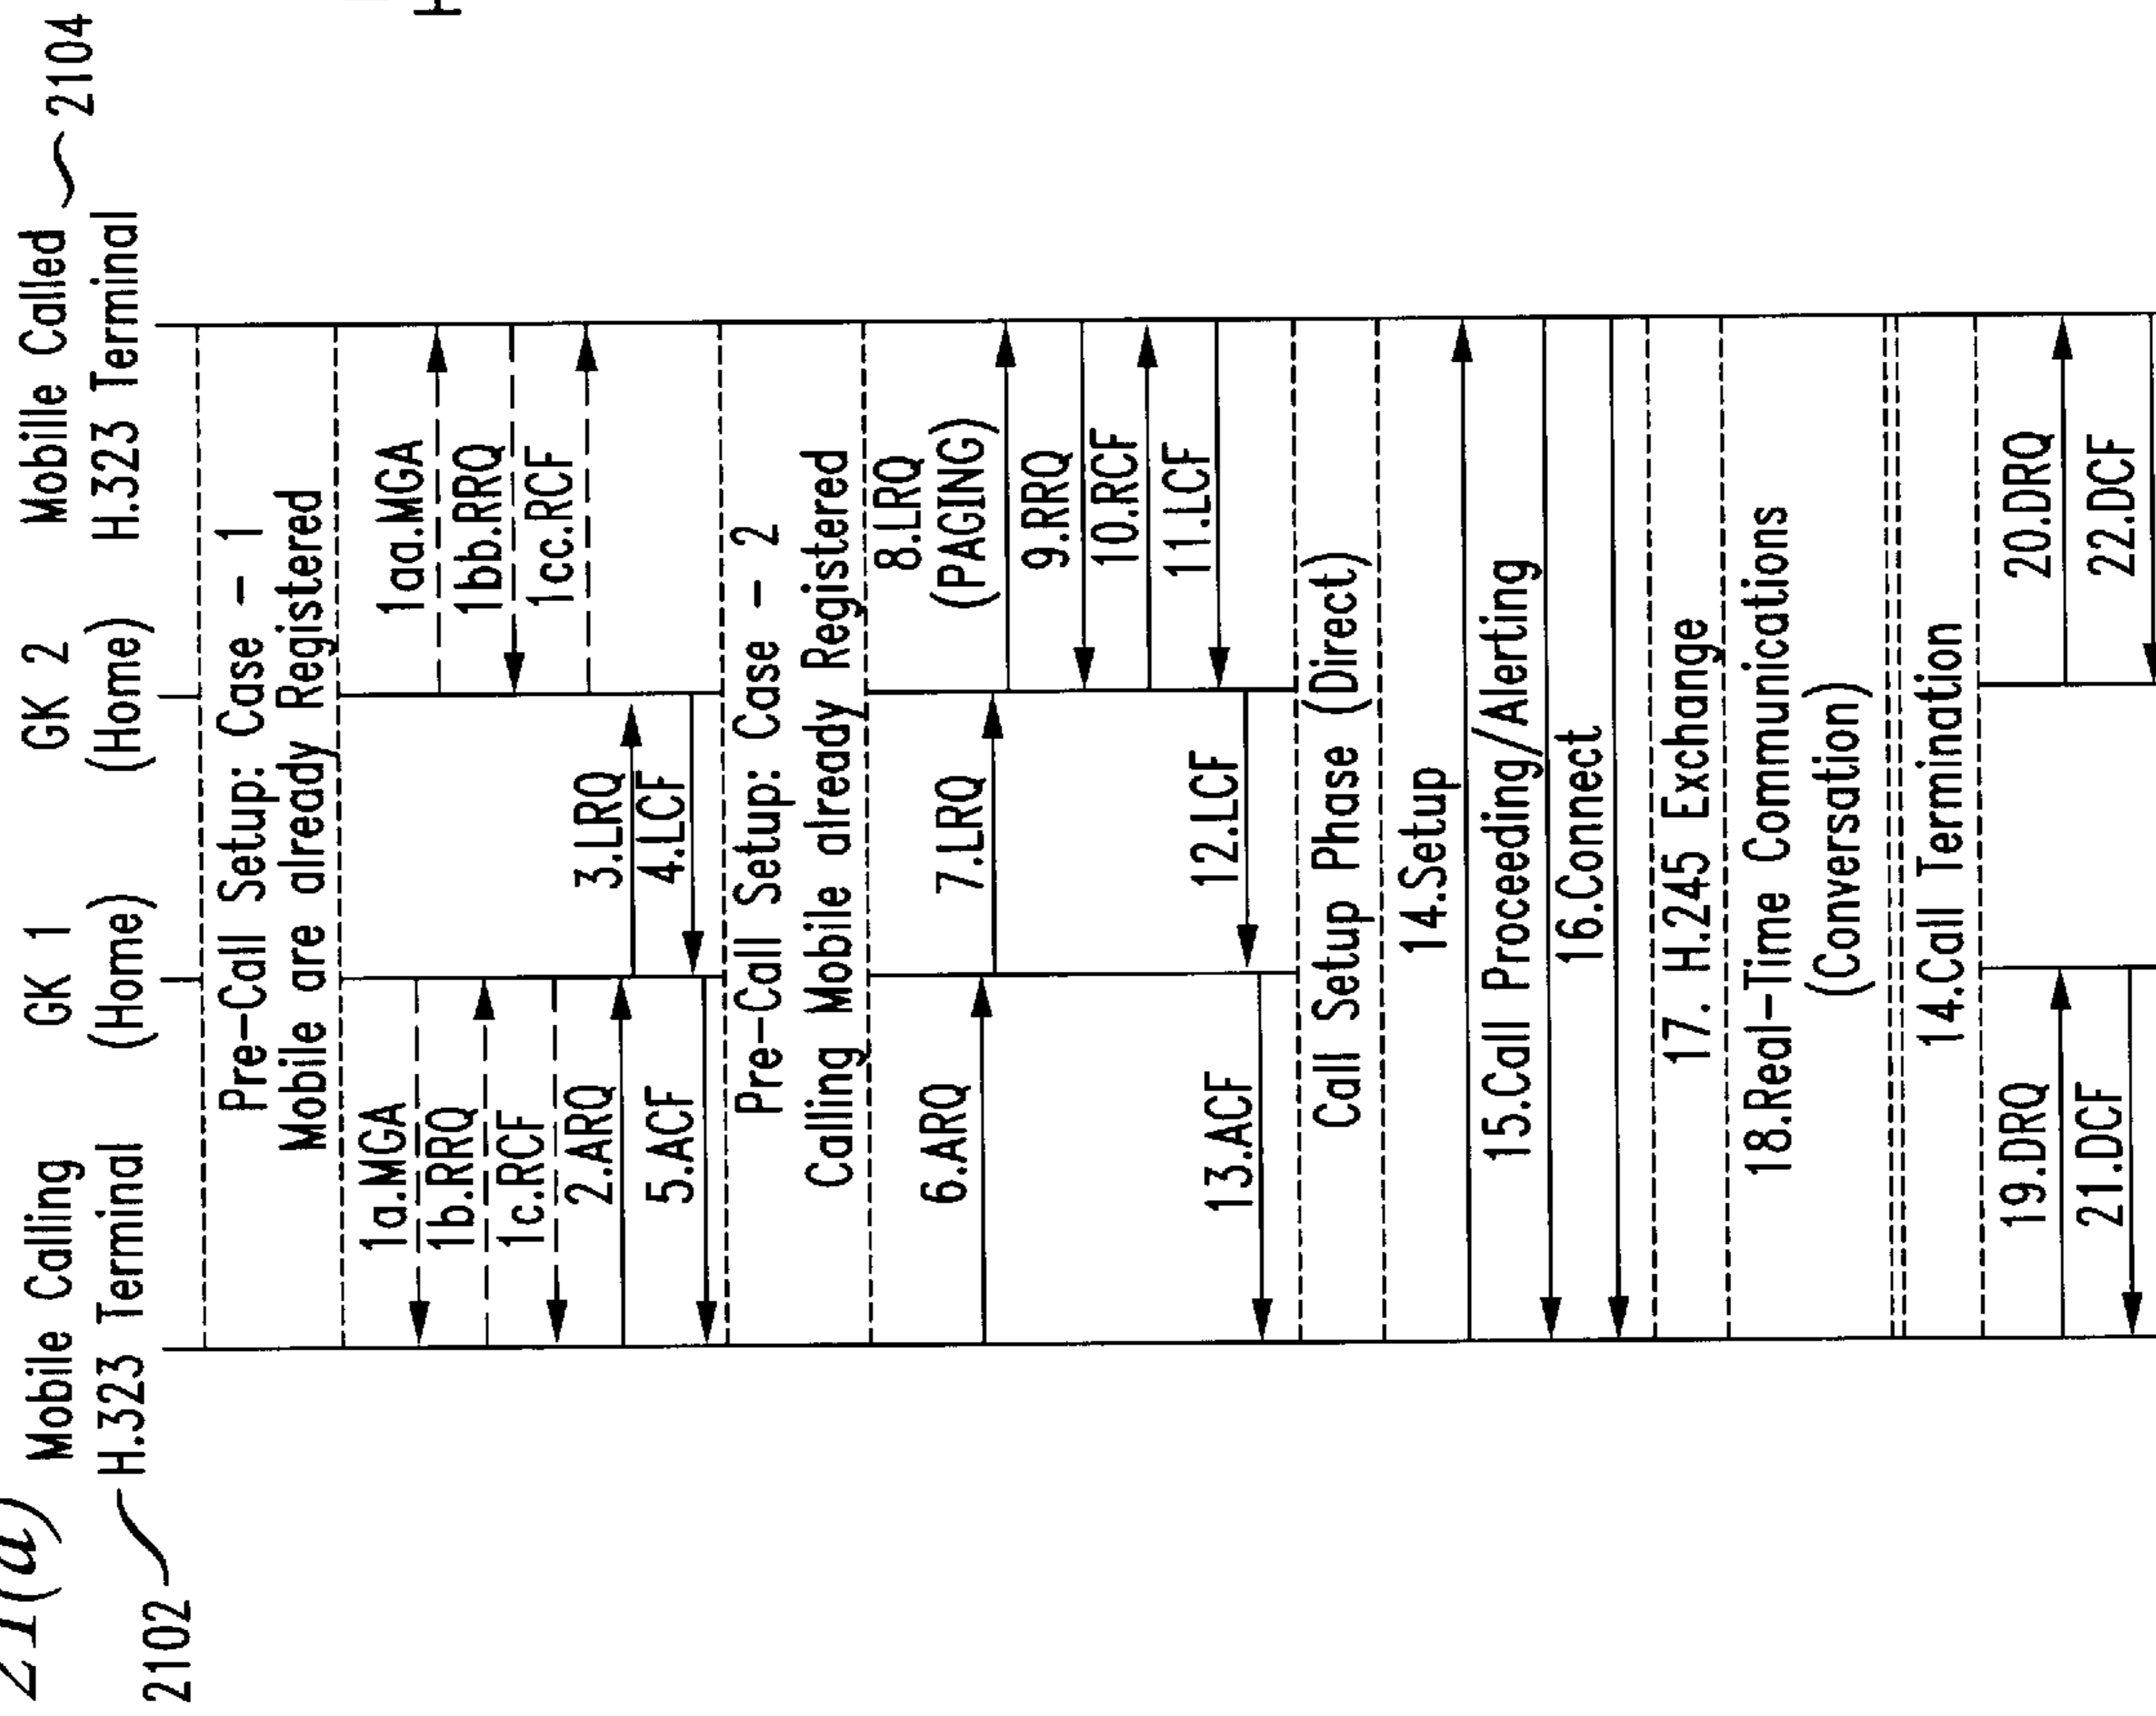 21(a)
Mobile Calling
H.323 Terminal
2102
GK 1
(Home)
GK 2
(Home)
Mobille Called
H.323 Terminal
2104
Pre-Call Setup: Case - 1
Mobile are already Registered
1a.MGA
1b.RRQ
1c.RCF
2.ARQ
5.ACF
3.LRQ
4.LCF
1aa.MGA
1bb.RRQ
1cc.RCF
Pre-Call Setup: Case - 2
Calling Mobile already Registered
6.ARQ
13.ACF
7.LRQ
12.LCF
8.LRQ
(PAGING)
9.RRQ
10.RCF
11.LCF
Call Setup Phase (Direct)
14.Setup
15.Call Proceeding/Alerting
16.Connect
17. H.245 Exchange
18.Real-Time Communications
(Conversation)
14.Call Termination
19.DRQ
21.DCF
20.DRQ
22.DCF